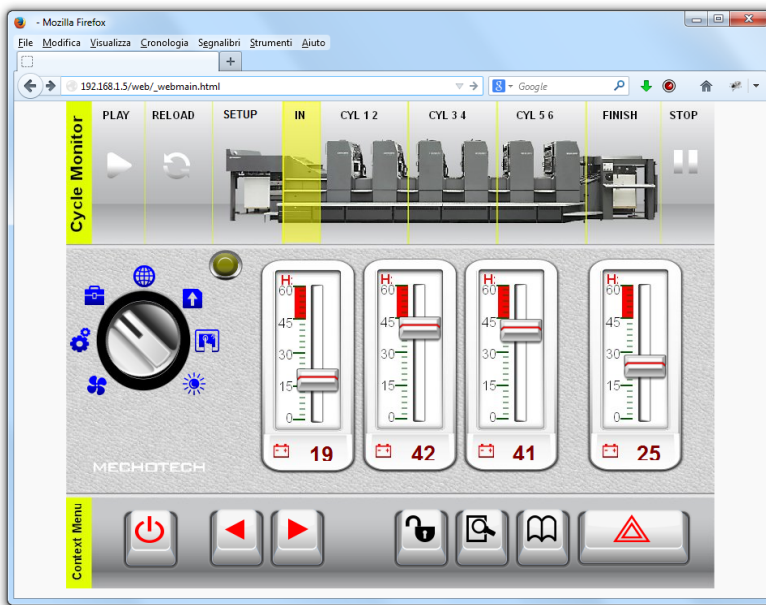 - Mozilla Firefox
File Modifica Visualizza Cronologia Segnalibri Strumenti Aiuto
192.168.1.5/web/_webmain.html
Google
Cycle Monitor
PLAY RELOAD SETUP IN CYL 1 2 CYL 3 4 CYL 5 6 FINISH STOP
H: H: H: H:
60 60 60 60
45 45 45 45
30 30 30 30
15 15 15 15
0 0 0 0
19 42 41 25
MECHOTECH
Context Menu